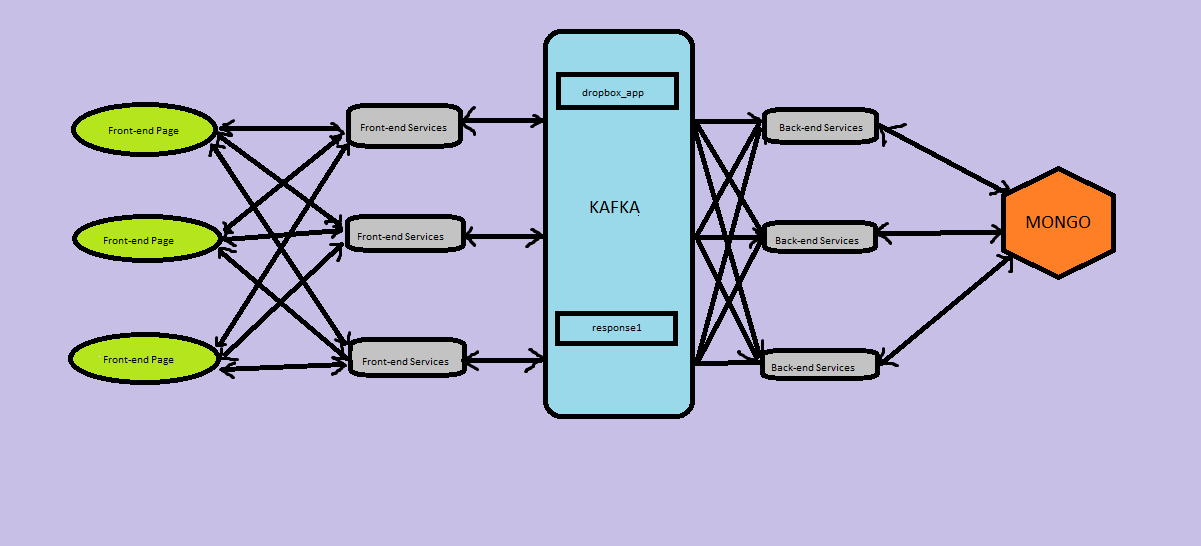 Front-end Page
Front-end Services
dropbox_app
Back-end Services
KAFKA
MONGO
Front-end Page
Front-end Services
Back-end Services
response1
Front-end Page
Front-end Services
Back-end Services